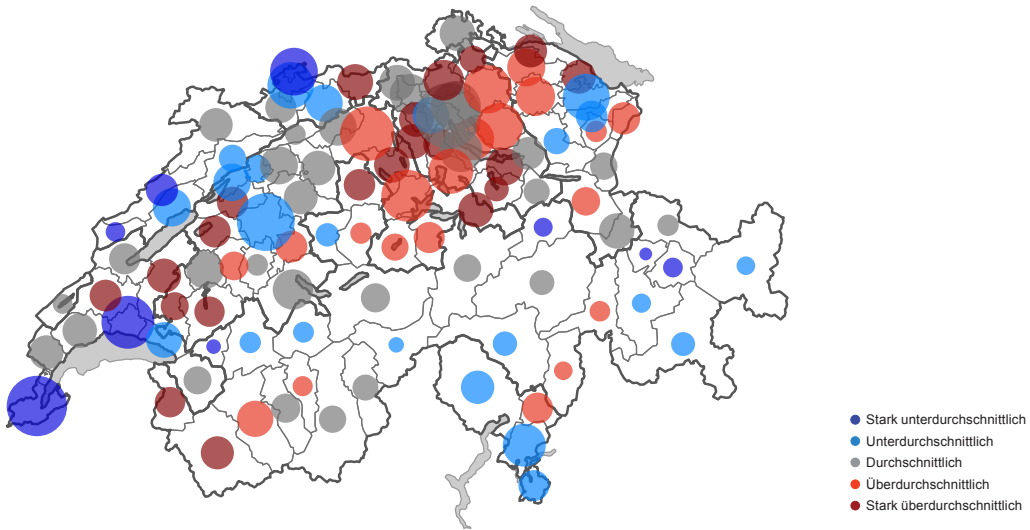 Stark unterdurchschnittlich
Unterdurchschnittlich
Durchschnittlich
Überdurchschnittlich
Stark überdurchschnittlich